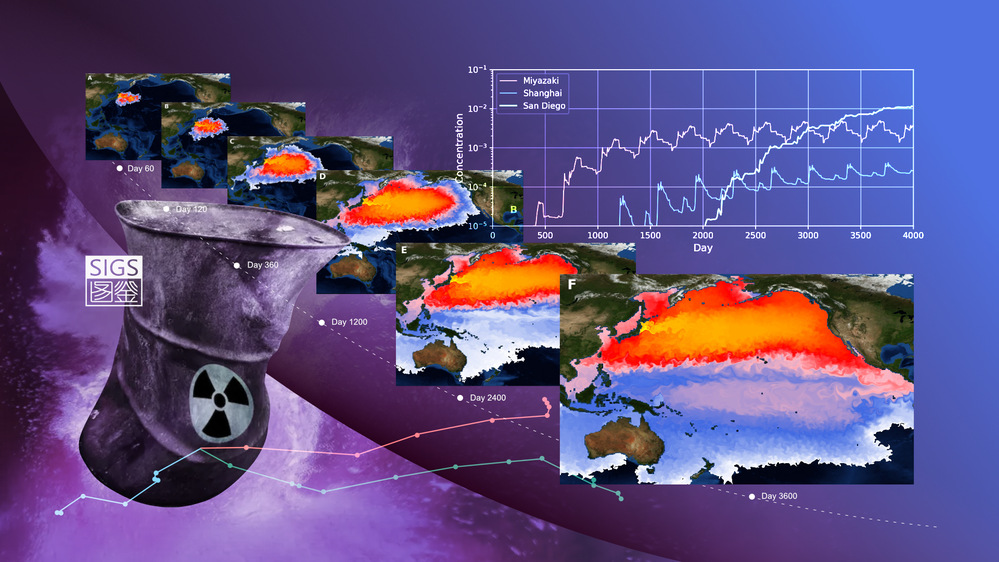 A
B
C
D
E
F
Day 60
Day 120
Day 360
Day 1200
Day 2400
Day 3600
SIGS
图鉴
Concentration
10⁻¹
10⁻²
10⁻³
10⁻⁴
10⁻⁵
Miyazaki
Shanghai
San Diego
B
0 500 1000 1500 2000 2500 3000 3500 4000
Day